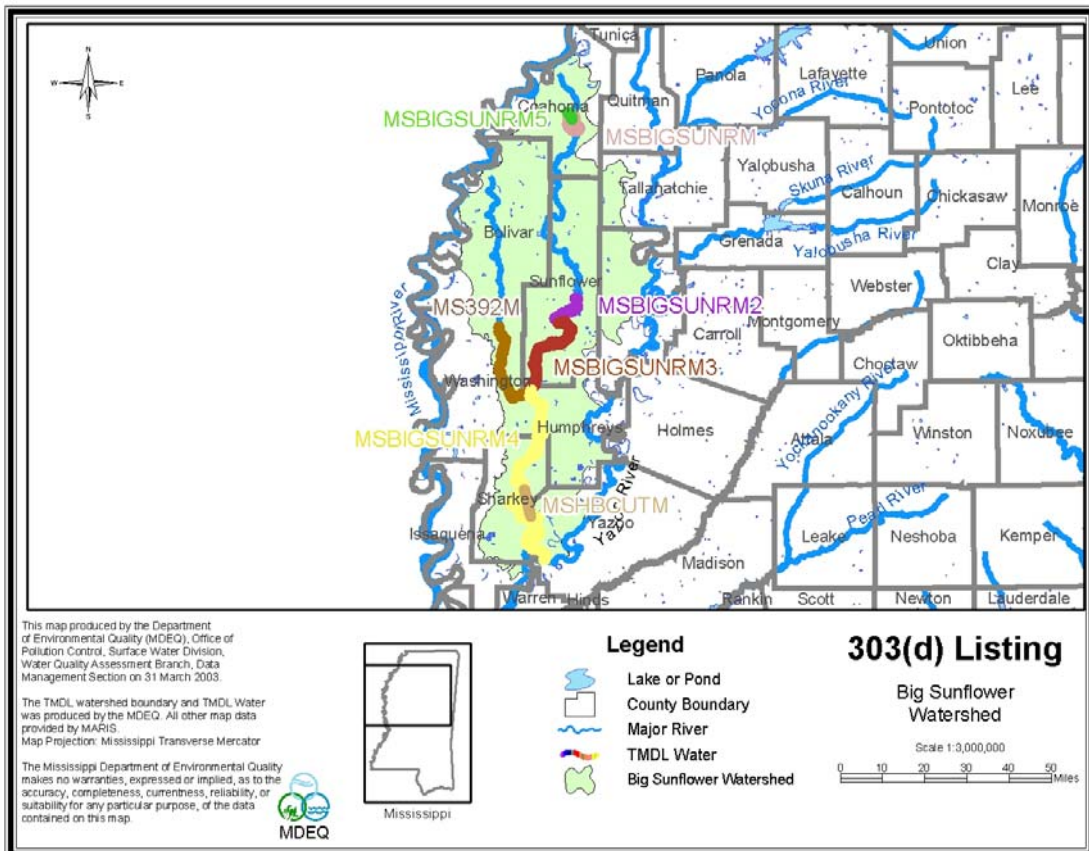 N
W
E
S
Tunica
Union
Panola
Lafayette
Lee
Coahoma
Quitman
Yocona River
Pontotoc
MSBIGSUNRM5
MSBIGSUNRM
Yalobusha
Skuna River
Tallahatchie
Calhoun
Chickasaw
Monroe
Bolivar
Grenada
Yalobusha River
Clay
Sunflower
Webster
MS392M
MSBIGSUNRM2
Montgomery
Carroll
Oktibbeha
Mississippi River
Choctaw
MSBIGSUNRM3
Washington
Yockanookany River
Humphreys
Holmes
MSBIGSUNRM4
Attala
Winston
Noxubee
Sharkey
MSHBCUTM
Yazoo
Yazoo River
Pearl River
Issaquena
Leake
Neshoba
Kemper
Madison
Warren
Hinds
Rankin
Scott
Newton
Lauderdale
This map produced by the Department
of Environmental Quality (MDEQ), Office of
Pollution Control, Surface Water Division,
Water Quality Assessment Branch, Data
Management Section on 31 March 2003.
The TMDL watershed boundary and TMDL Water
was produced by the MDEQ. All other map data
provided by MARIS.
Map Projection: Mississippi Transverse Mercator
The Mississippi Department of Environmental Quality
makes no warranties, expressed or implied, as to the
accuracy, completeness, currentness, reliability, or
suitability for any particular purpose, of the data
contained on this map.
MDEQ
Mississippi
Legend
Lake or Pond
County Boundary
Major River
TMDL Water
Big Sunflower Watershed
303(d) Listing
Big Sunflower
Watershed
Scale 1:3,000,000
0 10 20 30 40 50 Miles